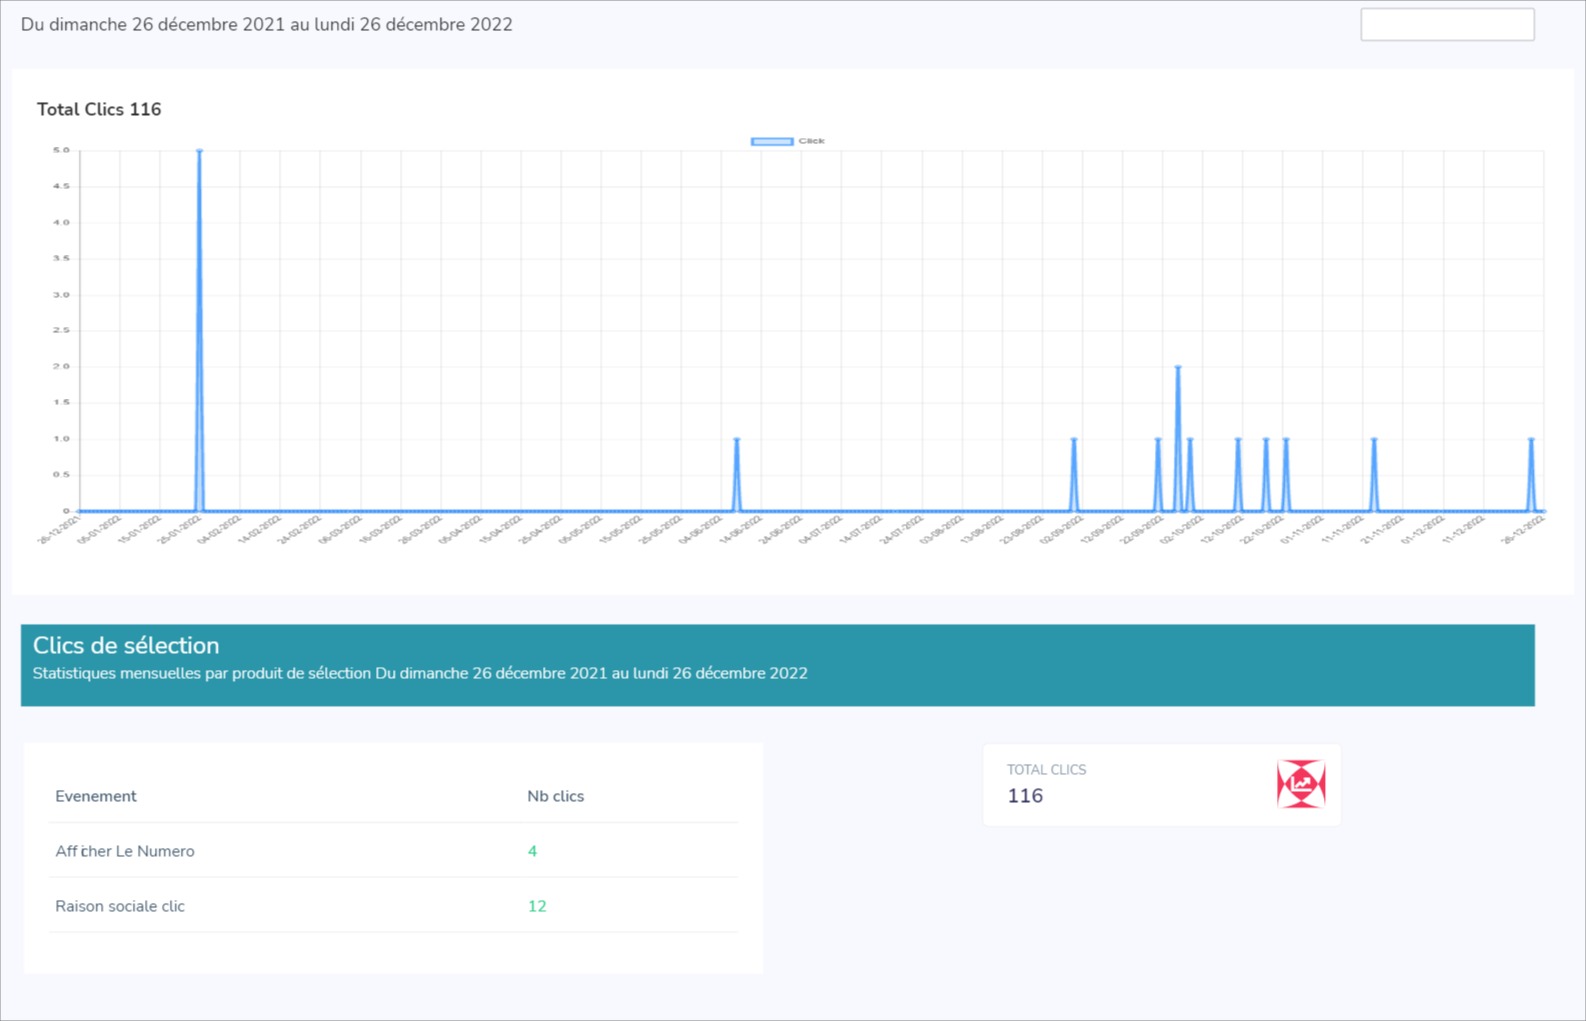 Du dimanche 26 décembre 2021 au lundi 26 décembre 2022
Total Clics 116
Click
5.0
4.5
4.0
3.5
3.0
2.5
2.0
1.5
1.0
0.5
0
26-12-2021 05-01-2022 15-01-2022 25-01-2022 04-02-2022 14-02-2022 24-02-2022 06-03-2022 16-03-2022 26-03-2022 05-04-2022 15-04-2022 25-04-2022 05-05-2022 15-05-2022 25-05-2022 04-06-2022 14-06-2022 24-06-2022 04-07-2022 14-07-2022 24-07-2022 03-08-2022 13-08-2022 23-08-2022 02-09-2022 12-09-2022 22-09-2022 02-10-2022 12-10-2022 22-10-2022 01-11-2022 11-11-2022 21-11-2022 01-12-2022 11-12-2022 26-12-2022
Clics de sélection
Statistiques mensuelles par produit de sélection Du dimanche 26 décembre 2021 au lundi 26 décembre 2022
Evenement Nb clics
Afficher Le Numero 4
Raison sociale clic 12
TOTAL CLICS
116